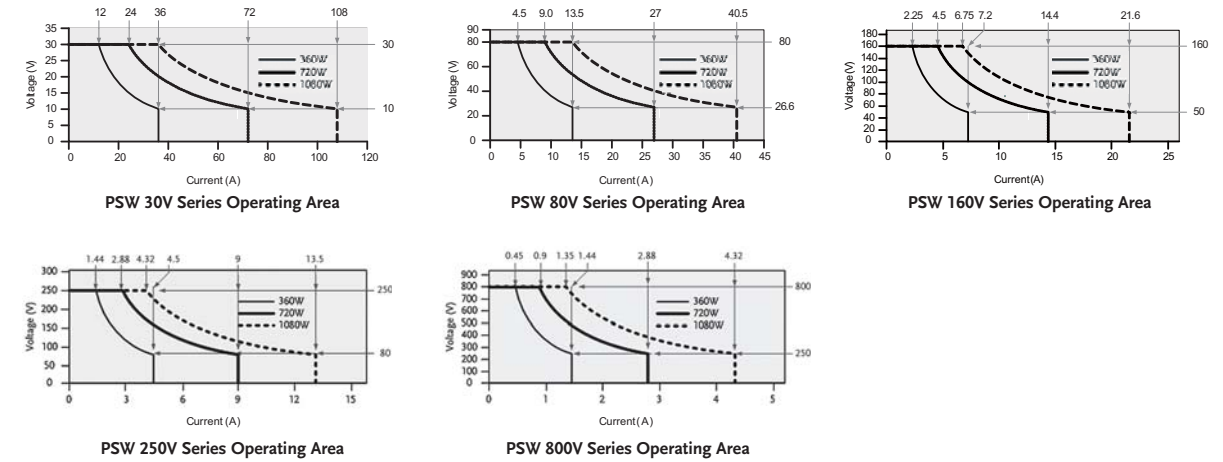 12 24 36 72 108
35
30
25
20
15
10
5
0
30
10
360W
720W
1080W
Voltage (V)
0 20 40 60 80 100 120
Current (A)
PSW 30V Series Operating Area
4.5 9.0 13.5 27 40.5
90
80
60
40
20
0
80
26.6
360W
720W
1080W
Voltage (V)
0 5 10 15 20 25 30 35 40 45
Current (A)
PSW 80V Series Operating Area
2.25 4.5 6.75 7.2 14.4 21.6
180
160
140
120
100
80
60
40
20
0
160
50
360W
720W
1080W
Voltage (V)
0 5 10 15 20 25
Current(A)
PSW 160V Series Operating Area
1.44 2.88 4.32 4.5 9 13.5
300
250
200
150
100
50
0
250
80
360W
720W
1080W
Voltage (V)
0 3 6 9 12 15
Current (A)
PSW 250V Series Operating Area
0.45 0.9 1.35 1.44 2.88 4.32
900
800
700
600
500
400
300
200
100
0
800
250
360W
720W
1080W
Voltage (V)
0 1 2 3 4 5
Current (A)
PSW 800V Series Operating Area